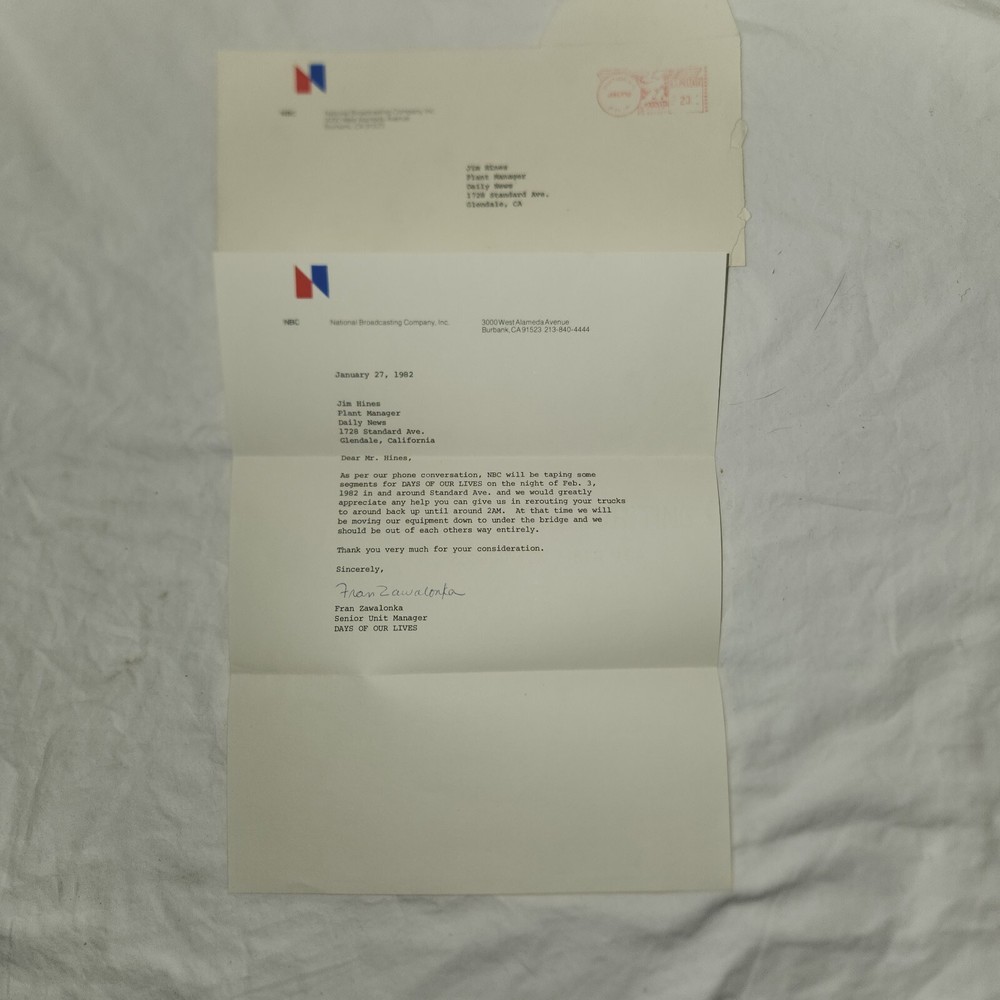 NBC National Broadcasting Company, Inc.
Jim Hines
Plant Manager
Daily News
1728 Standard Ave.
Glendale, CA
NBC National Broadcasting Company, Inc. 3000 West Alameda Avenue
Burbank, CA 91523 213-840-4444
January 27, 1982
Jim Hines
Plant Manager
Daily News
1728 Standard Ave.
Glendale, California
Dear Mr. Hines,
As per our phone conversation, NBC will be taping some
segments for DAYS OF OUR LIVES on the night of Feb. 3,
1982 in and around Standard Ave. and we would greatly
appreciate any help you can give us in rerouting your trucks
to around back up until around 2AM. At that time we will
be moving our equipment down to under the bridge and we
should be out of each others way entirely.
Thank you very much for your consideration.
Sincerely,
Fran Zawalonka
Fran Zawalonka
Senior Unit Manager
DAYS OF OUR LIVES